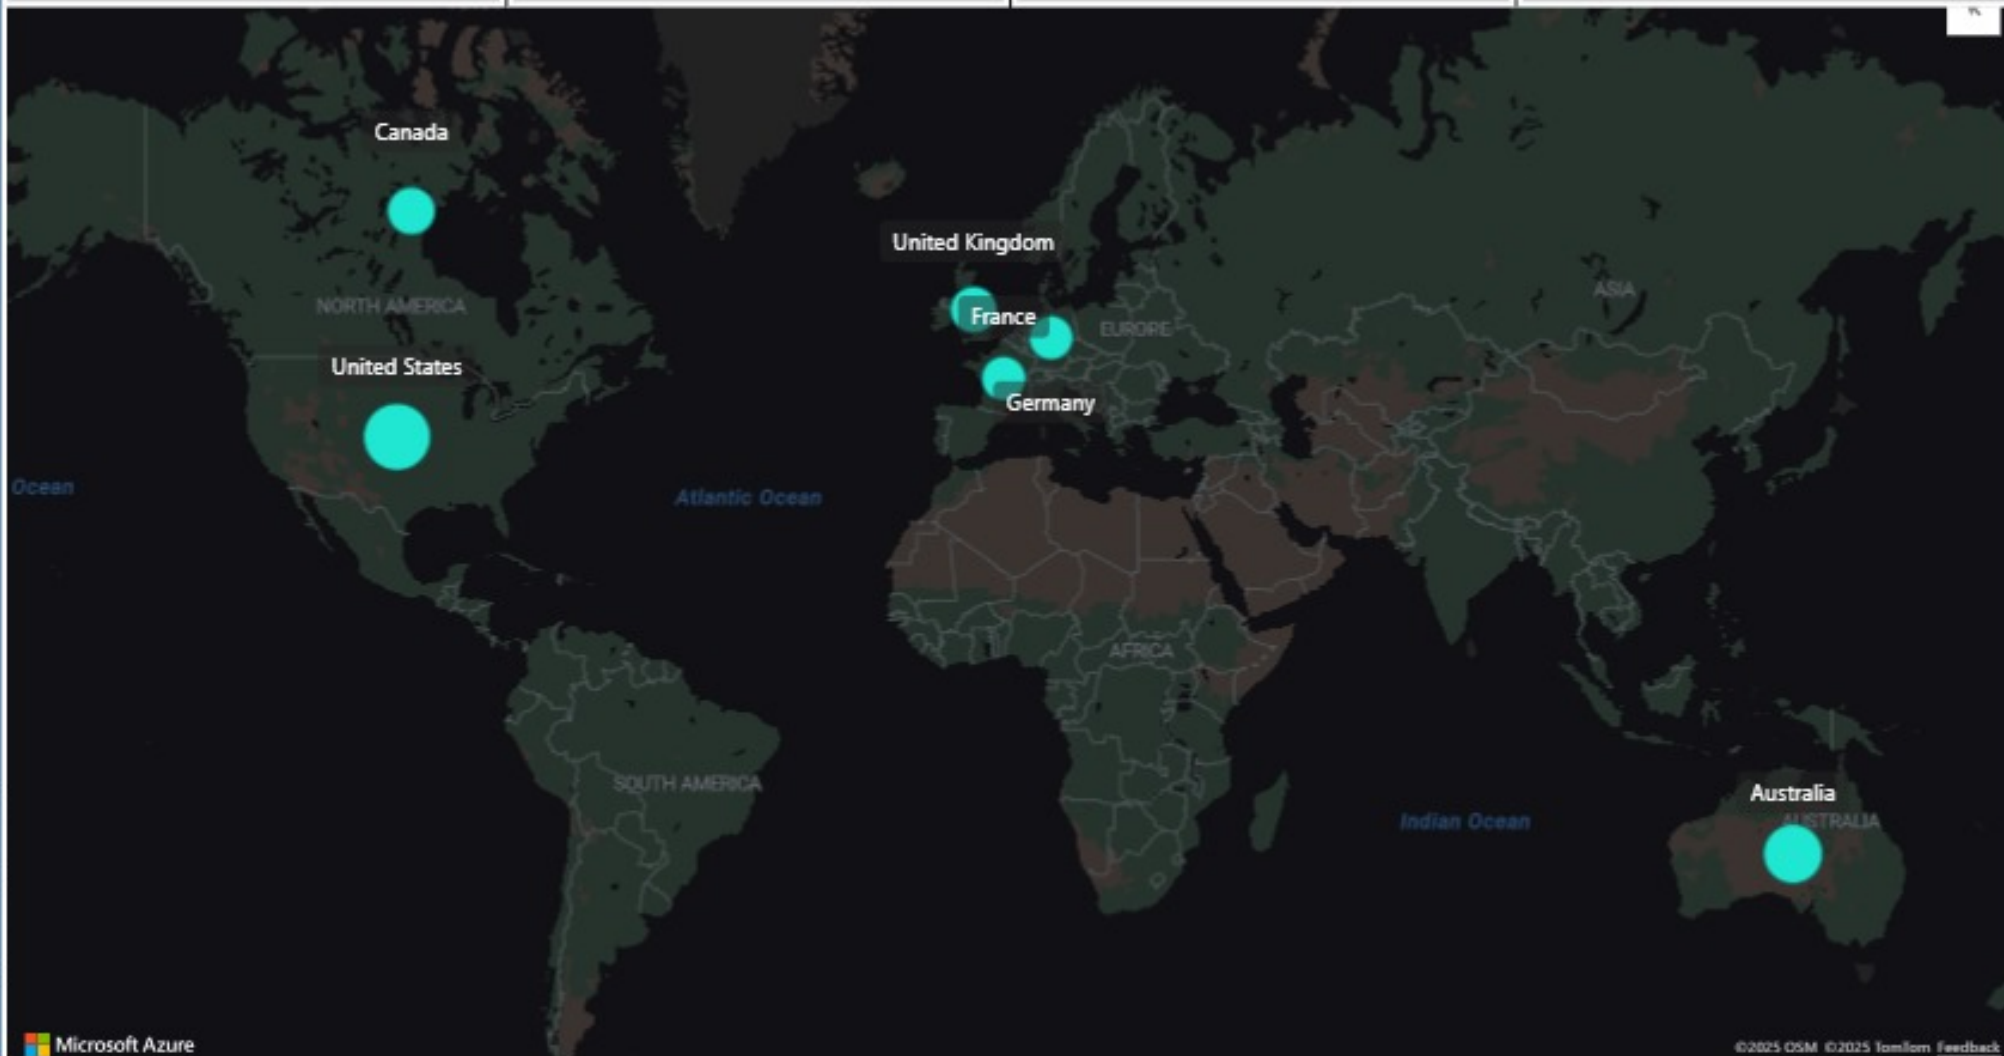 Canada
United Kingdom
ASIA
NORTH AMERICA
France
EUROPE
United States
Germany
Ocean
Atlantic Ocean
AFRICA
SOUTH AMERICA
Australia
Indian Ocean
AUSTRALIA
Microsoft Azure
©2025 OSM ©2025 TomTom Feedback